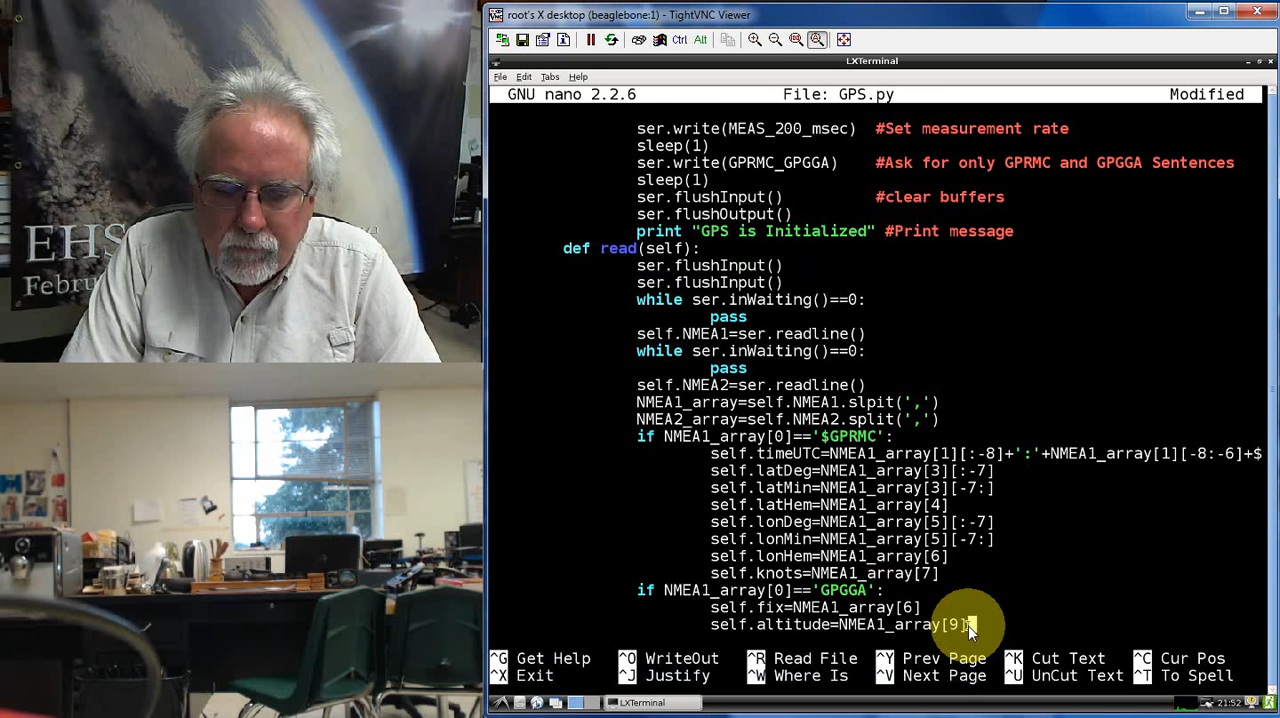 EHS
Febru
root's X desktop (beaglebone:1) - TightVNC Viewer
Ctrl Alt
LXTerminal
File Edit Tabs Help
GNU nano 2.2.6 File: GPS.py Modified
ser.write(MEAS_200_msec) #Set measurement rate
sleep(1)
ser.write(GPRMC_GPGGA) #Ask for only GPRMC and GPGGA Sentences
sleep(1)
ser.flushInput() #clear buffers
ser.flushOutput()
print "GPS is Initialized" #Print message
def read(self):
ser.flushInput()
ser.flushInput()
while ser.inWaiting()==0:
pass
self.NMEA1=ser.readline()
while ser.inWaiting()==0:
pass
self.NMEA2=ser.readline()
NMEA1_array=self.NMEA1.slpit(',')
NMEA2_array=self.NMEA2.split(',')
if NMEA1_array[0]=='$GPRMC':
self.timeUTC=NMEA1_array[1][:-8]+':'+NMEA1_array[1][-8:-6]+$
self.latDeg=NMEA1_array[3][:-7]
self.latMin=NMEA1_array[3][-7:]
self.latHem=NMEA1_array[4]
self.lonDeg=NMEA1_array[5][:-7]
self.lonMin=NMEA1_array[5][-7:]
self.lonHem=NMEA1_array[6]
self.knots=NMEA1_array[7]
if NMEA1_array[0]=='GPGGA':
self.fix=NMEA1_array[6]
self.altitude=NMEA1_array[9]
^G Get Help ^O WriteOut ^R Read File ^Y Prev Page ^K Cut Text ^C Cur Pos
^X Exit ^J Justify ^W Where Is ^V Next Page ^U UnCut Text ^T To Spell
LXTerminal 21:52